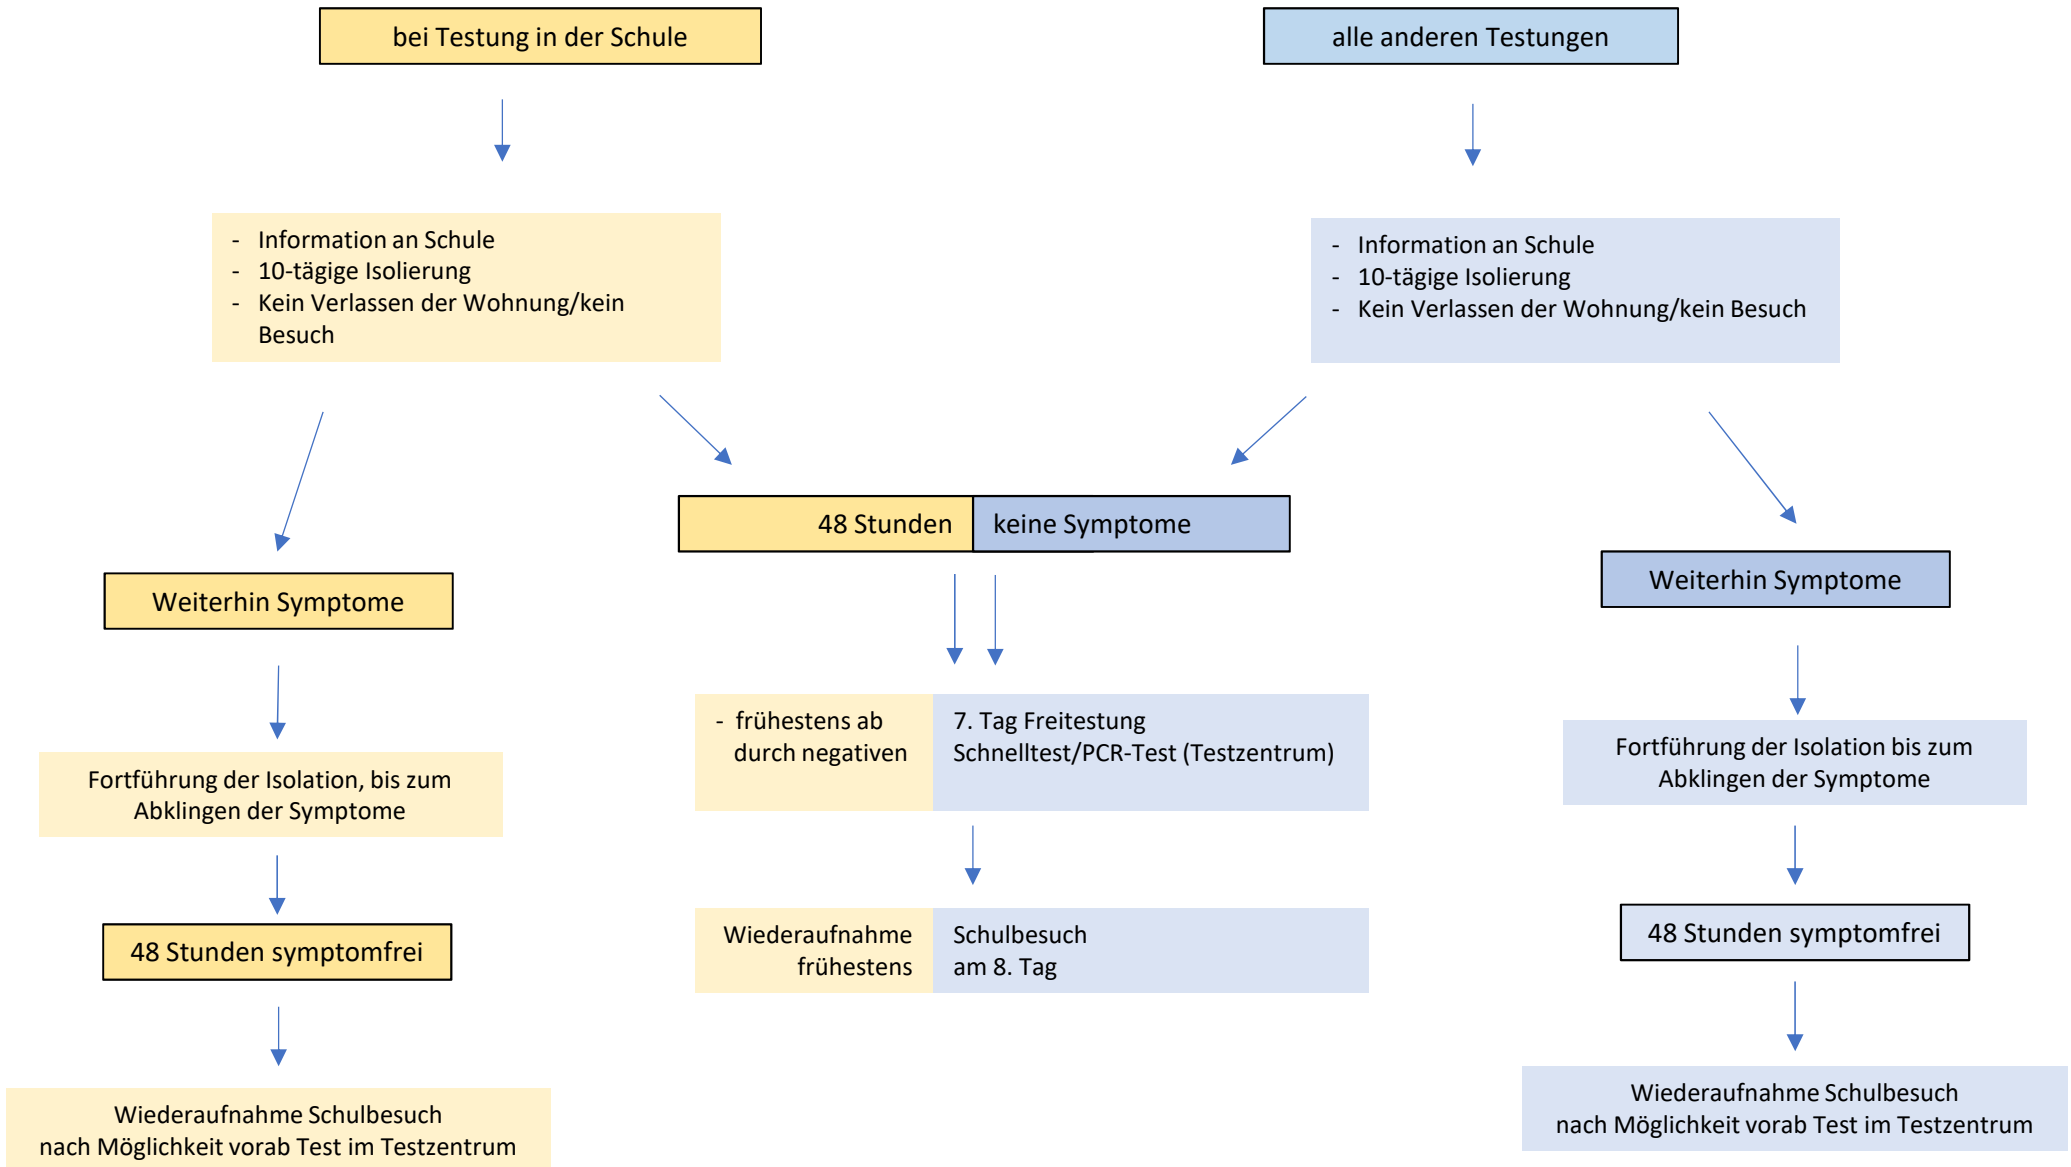 bei Testung in der Schule
alle anderen Testungen
- Information an Schule
- 10-tägige Isolierung
- Kein Verlassen der Wohnung/kein
Besuch
- Information an Schule
- 10-tägige Isolierung
- Kein Verlassen der Wohnung/kein Besuch
48 Stunden keine Symptome
Weiterhin Symptome
Weiterhin Symptome
- frühestens ab 7. Tag Freitestung
durch negativen Schnelltest/PCR-Test (Testzentrum)
Fortführung der Isolation, bis zum
Abklingen der Symptome
Fortführung der Isolation bis zum
Abklingen der Symptome
48 Stunden symptomfrei
Wiederaufnahme Schulbesuch
frühestens am 8. Tag
48 Stunden symptomfrei
Wiederaufnahme Schulbesuch
nach Möglichkeit vorab Test im Testzentrum
Wiederaufnahme Schulbesuch
nach Möglichkeit vorab Test im Testzentrum